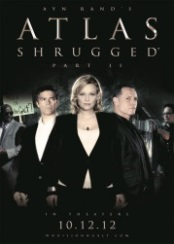 AYN RAND'S
ATLAS
SHRUGGED
PART II
IN THEATERS
10.12.12